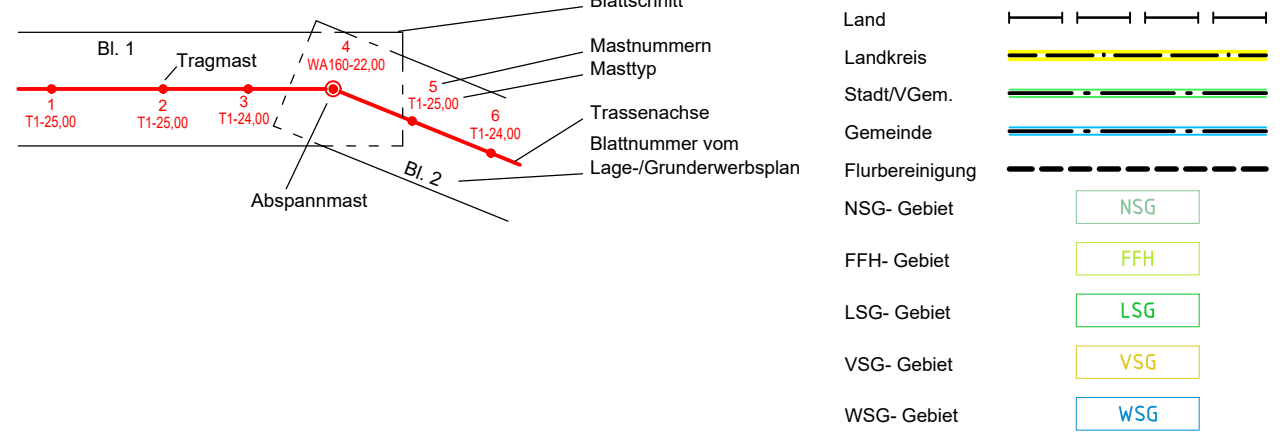 Blattschnitt
Bl. 1
Tragmast
4
WA160-22,00
Mastnummern
Masttyp
5
T1-25,00
1
T1-25,00
2
T1-25,00
3
T1-24,00
6
T1-24,00
Trassenachse
Blattnummer vom
Lage-/Grunderwerbsplan
Bl. 2
Abspannmast
Land
Landkreis
Stadt/VGem.
Gemeinde
Flurbereinigung
NSG- Gebiet
NSG
FFH- Gebiet
FFH
LSG- Gebiet
LSG
VSG- Gebiet
VSG
WSG- Gebiet
WSG